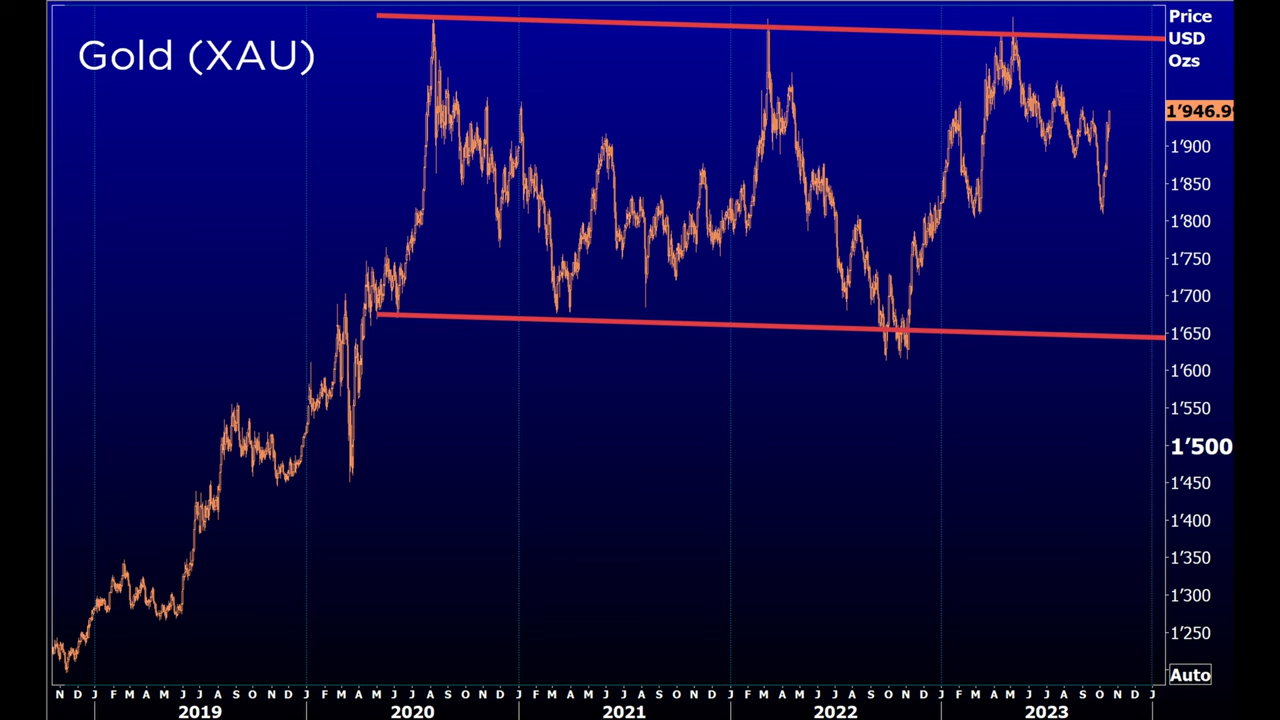 Gold (XAU)
Price
USD
Ozs
1’946.9
1’900
1’850
1’800
1’750
1’700
1’650
1’600
1’550
1’500
1’450
1’400
1’350
1’300
1’250
Auto
N D J F M A M J J A S O N D J F M A M J J A S O N D J F M A M J J A S O N D J F M A M J J A S O N D J F M A M J J A S O N D J
2019 2020 2021 2022 2023